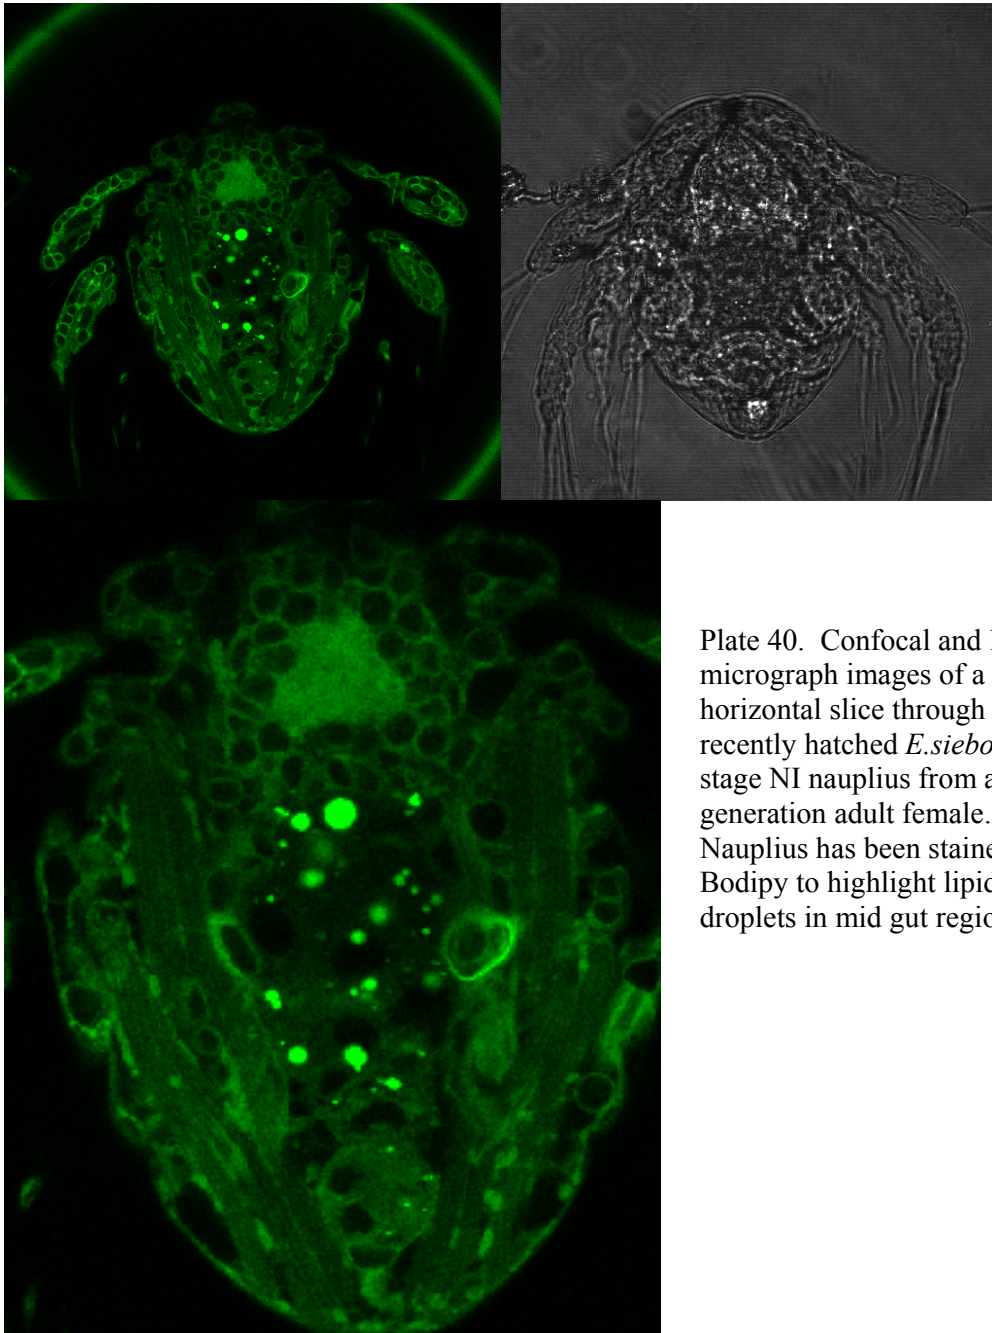 Plate 40. Confocal and
micrograph images of a
horizontal slice through
recently hatched E.siebo
stage NI nauplius from a
generation adult female.
Nauplius has been staine
Bodipy to highlight lipid
droplets in mid gut regio